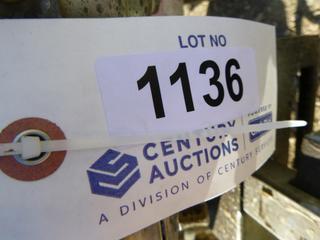 LOT NO
1136
CENTURY
AUCTIONS
A DIVISION OF CENTURY